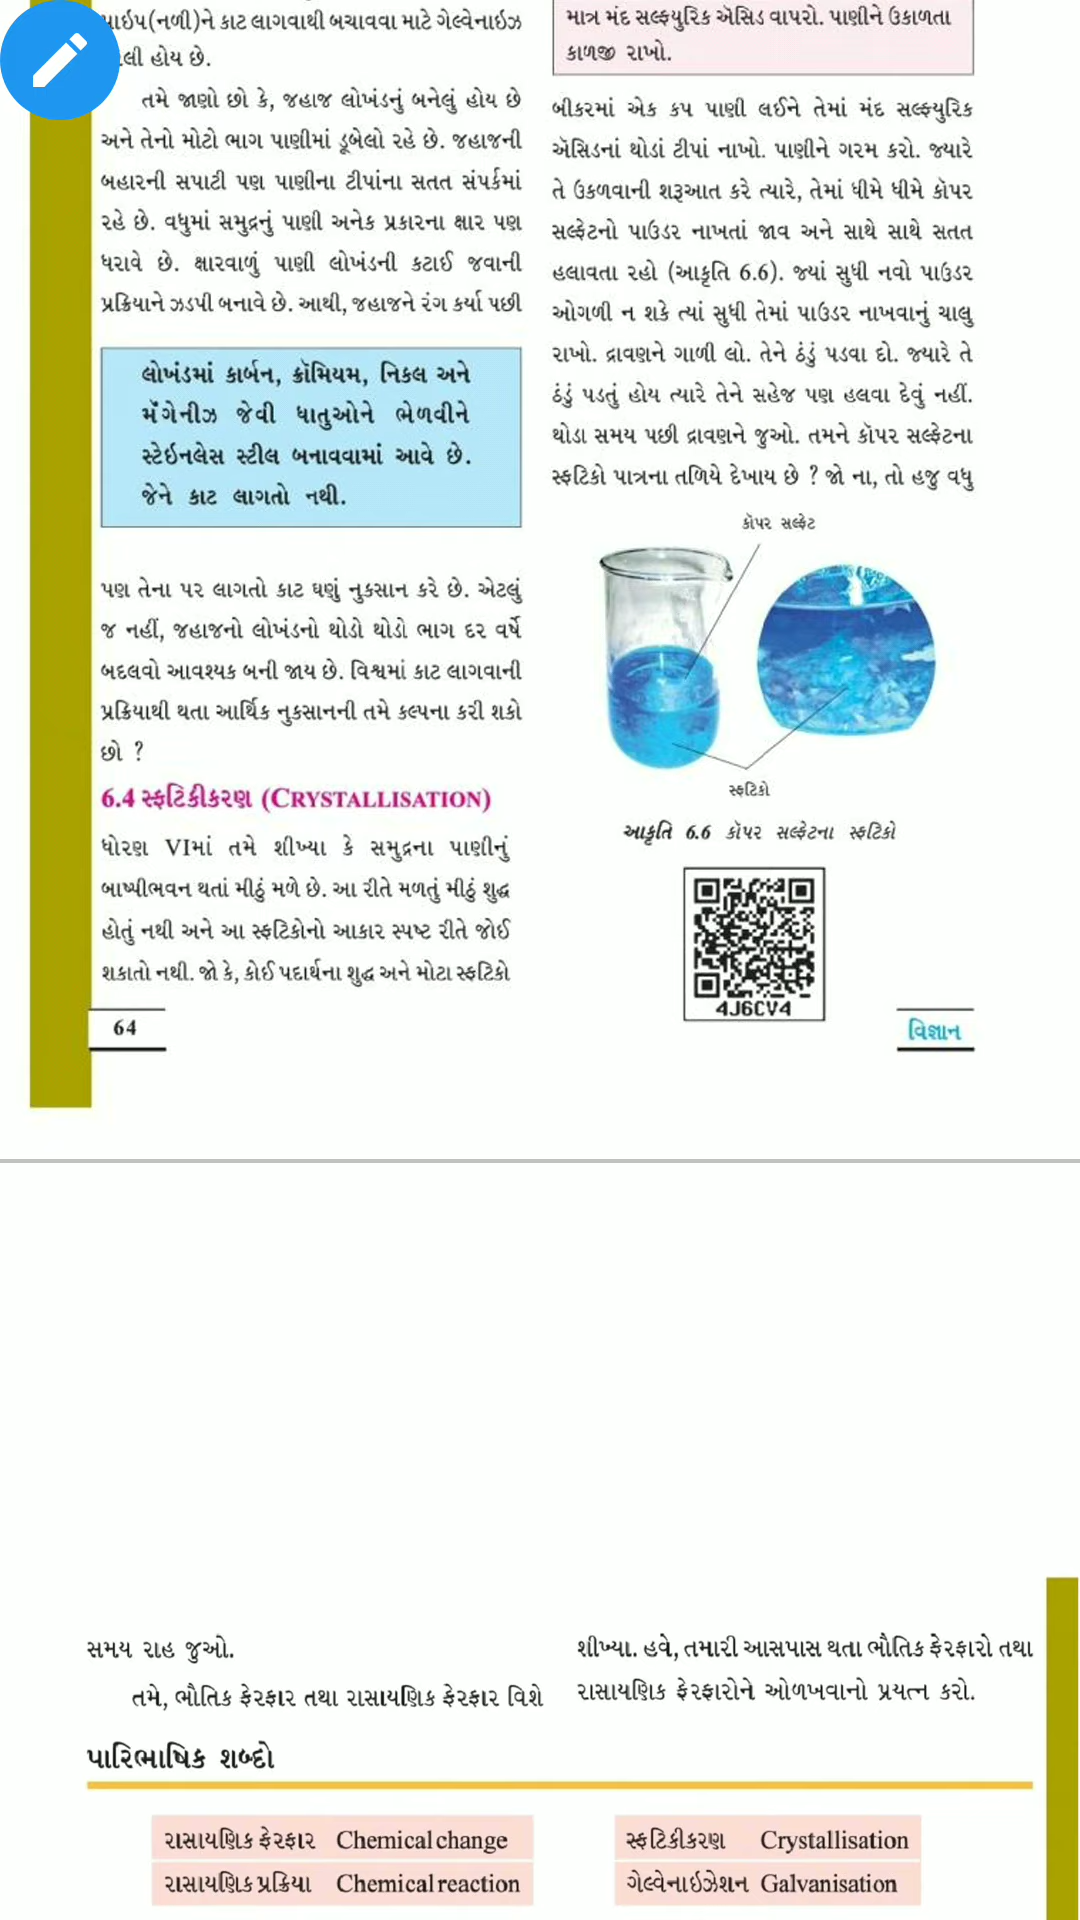 પાઇપ(નળી)ને કાટ લાગવાથી બચાવવા માટે ગેલ્વેનાઇઝ
હોય છે.
તમે જાણો છો કે, જહાજ લોખંડનું બનેલું હોય છે
અને તેનો મોટો ભાગ પાણીમાં ડૂબેલો રહે છે. જહાજની
બહારની સપાટી પણ પાણીના ટીપાંના સતત સંપર્કમાં
રહે છે. વધુમાં સમુદ્રનું પાણી અનેક પ્રકારના ક્ષાર પણ
ધરાવે છે. ક્ષારવાળું પાણી લોખંડની કટાઈ જવાની
પ્રક્રિયાને ઝડપી બનાવે છે. આથી, જહાજને રંગ કર્યા પછી
લોખંડમાં કાર્બન, ક્રૉમિયમ, નિકલ અને
મૅંગેનીઝ જેવી ધાતુઓને ભેળવીને
સ્ટેઇનલેસ સ્ટીલ બનાવવામાં આવે છે.
જેને કાટ લાગતો નથી.
પણ તેના પર લાગતો કાટ ઘણું નુકસાન કરે છે. એટલું
જ નહીં, જહાજનો લોખંડનો થોડો થોડો ભાગ દર વર્ષે
બદલવો આવશ્યક બની જાય છે. વિશ્વમાં કાટ લાગવાની
પ્રક્રિયાથી થતા આર્થિક નુકસાનની તમે કલ્પના કરી શકો
છો ?
6.4 સ્ફટિકીકરણ (CRYSTALLISATION)
ધોરણ VIમાં તમે શીખ્યા કે સમુદ્રના પાણીનું
બાષ્પીભવન થતાં મીઠું મળે છે. આ રીતે મળતું મીઠું શુદ્ધ
હોતું નથી અને આ સ્ફટિકોનો આકાર સ્પષ્ટ રીતે જોઈ
શકાતો નથી. જો કે, કોઈ પદાર્થના શુદ્ધ અને મોટા સ્ફટિકો
માત્ર મંદ સલ્ફ્યુરિક ઍસિડ વાપરો. પાણીને ઉકાળતા
કાળજી રાખો.
બીકરમાં એક કપ પાણી લઈને તેમાં મંદ સલ્ફ્યુરિક
ઍસિડનાં થોડાં ટીપાં નાખો. પાણીને ગરમ કરો. જ્યારે
તે ઉકળવાની શરૂઆત કરે ત્યારે, તેમાં ધીમે ધીમે કૉપર
સલ્ફેટનો પાઉડર નાખતાં જાવ અને સાથે સાથે સતત
હલાવતા રહો (આકૃતિ 6.6). જ્યાં સુધી નવો પાઉડર
ઓગળી ન શકે ત્યાં સુધી તેમાં પાઉડર નાખવાનું ચાલુ
રાખો. દ્રાવણને ગાળી લો. તેને ઠંડું પડવા દો. જ્યારે તે
ઠંડું પડતું હોય ત્યારે તેને સહેજ પણ હલવા દેવું નહીં.
થોડા સમય પછી દ્રાવણને જુઓ. તમને કૉપર સલ્ફેટના
સ્ફટિકો પાત્રના તળિયે દેખાય છે ? જો ના, તો હજુ વધુ
કૉપર સલ્ફેટ
સ્ફટિકો
આકૃતિ 6.6 કૉપર સલ્ફેટના સ્ફટિકો
4J6CV4
64
વિજ્ઞાન
સમય રાહ જુઓ.
તમે, ભૌતિક ફેરફાર તથા રાસાયણિક ફેરફાર વિશે
શીખ્યા. હવે, તમારી આસપાસ થતા ભૌતિક ફેરફારો તથા
રાસાયણિક ફેરફારોને ઓળખવાનો પ્રયત્ન કરો.
પારિભાષિક શબ્દો
રાસાયણિક ફેરફાર Chemical change
રાસાયણિક પ્રક્રિયા Chemical reaction
સ્ફટિકીકરણ Crystallisation
ગેલ્વેનાઇઝેશન Galvanisation